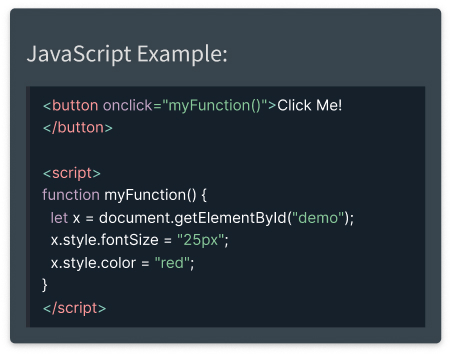 JavaScript Example:
<button onclick="myFunction()">Click Me!
</button>
<script>
function myFunction() {
let x = document.getElementById("demo");
x.style.fontSize = "25px";
x.style.color = "red";
}
</script>